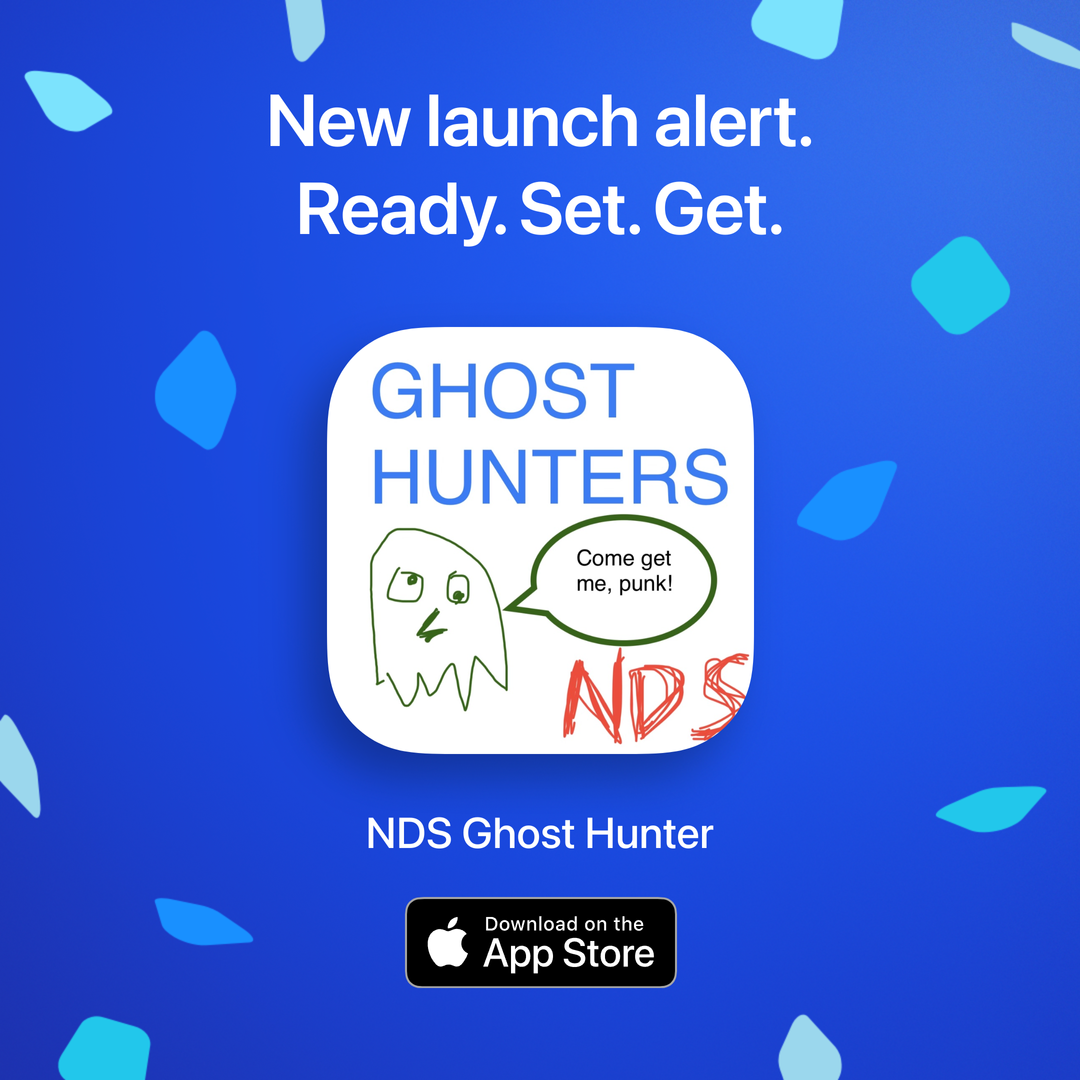 New launch alert.
Ready. Set. Get.
GHOST
HUNTERS
Come get
me, punk!
NDS
NDS Ghost Hunter
Download on the
App Store